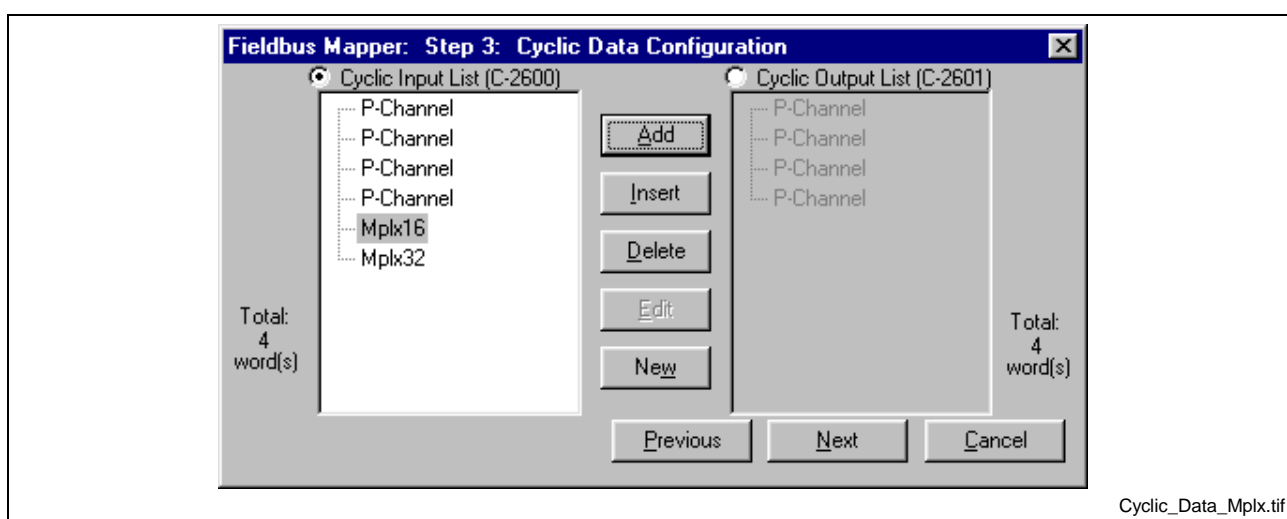 Fieldbus Mapper: Step 3: Cyclic Data Configuration
Cyclic Input List (C-2600)
Cyclic Output List (C-2601)
P-Channel
P-Channel
P-Channel
P-Channel
Mplx16
Mplx32
Total:
4
word(s)
Add
Insert
Delete
Edit
New
P-Channel
P-Channel
P-Channel
P-Channel
Total:
4
word(s)
Previous
Next
Cancel
Cyclic_Data_Mplx.tif